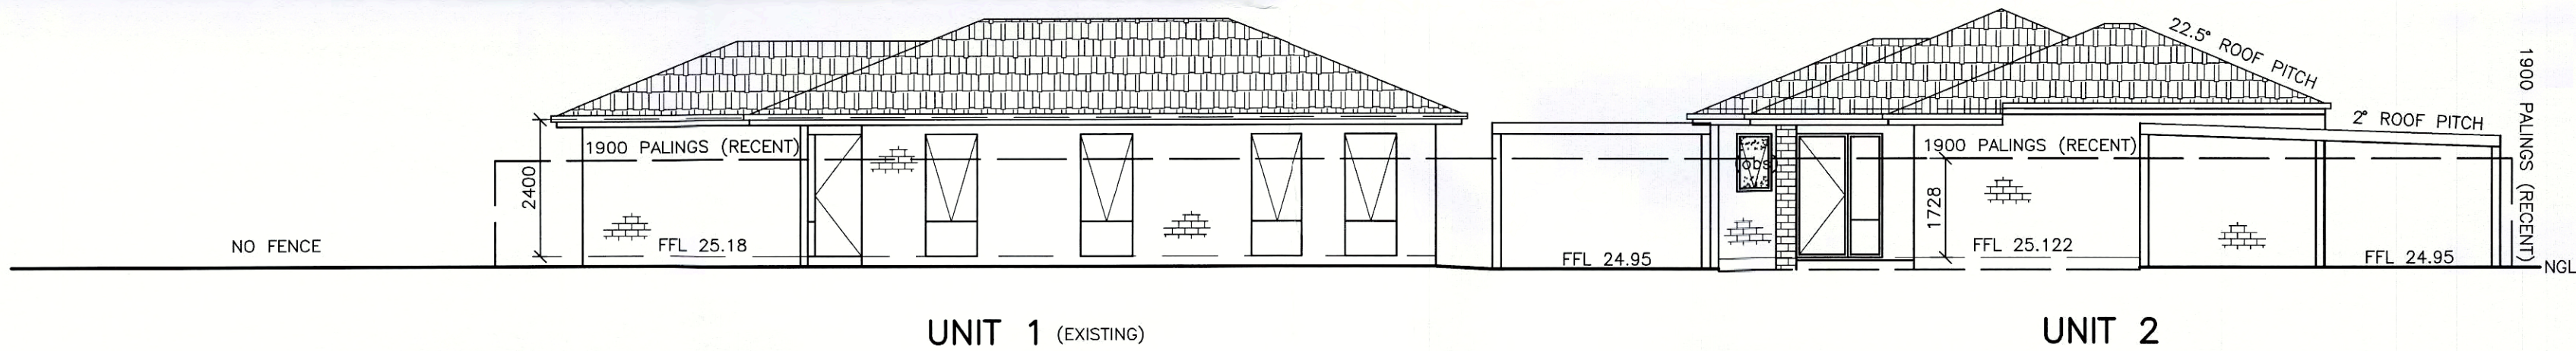 NO FENCE
2400
1900 PALINGS (RECENT)
FFL 25.18
FFL 24.95
(obs)
1900 PALINGS (RECENT)
1728
FFL 25.122
22.5° ROOF PITCH
2° ROOF PITCH
FFL 24.95
1900 PALINGS (RECENT)
NGL
UNIT 1 (EXISTING)
UNIT 2